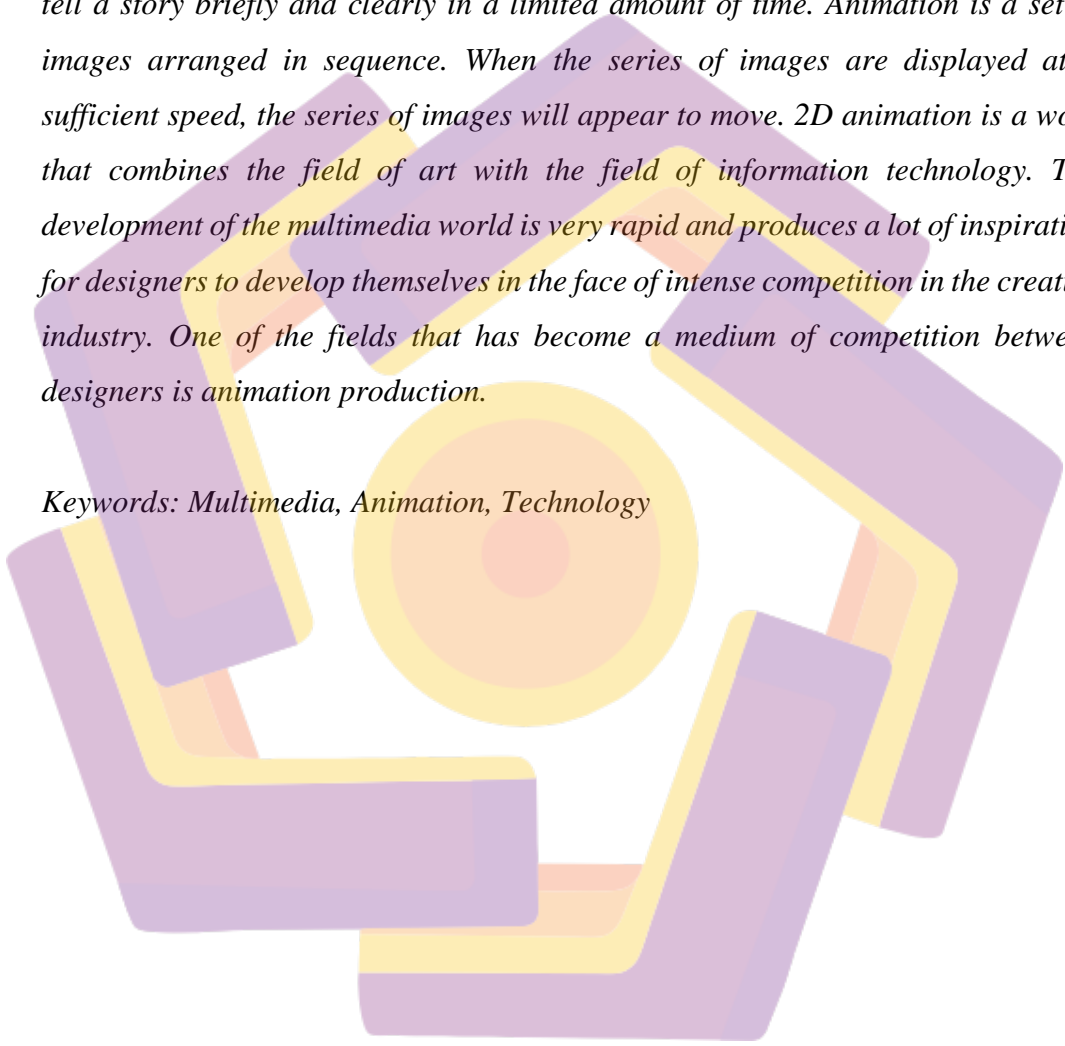 tell a story briefly and clearly in a limited amount of time. Animation is a set
images arranged in sequence. When the series of images are displayed at
sufficient speed, the series of images will appear to move. 2D animation is a
that combines the field of art with the field of information technology.
development of the multimedia world is very rapid and produces a lot of
for designers to develop themselves in the face of intense competition in the
industry. One of the fields that has become a medium of competition
designers is animation production.
Keywords: Multimedia, Animation, Technology